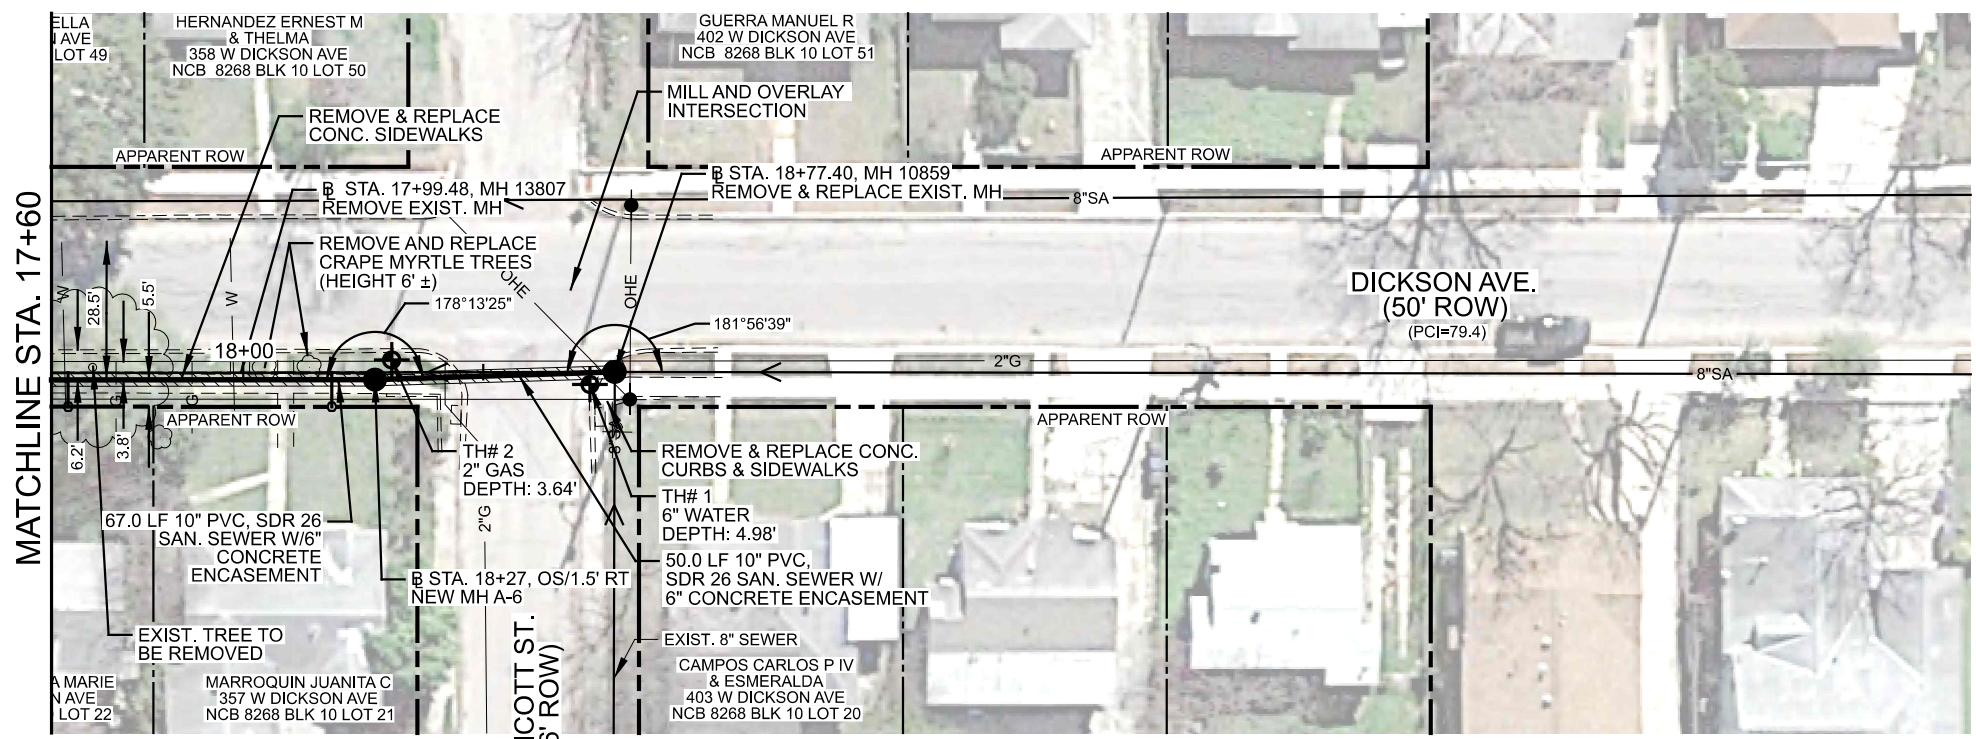 ELLA
AVE
LOT 49
HERNANDEZ ERNEST M
& THELMA
358 W DICKSON AVE
NCB 8268 BLK 10 LOT 50
GUERRA MANUEL R
402 W DICKSON AVE
NCB 8268 BLK 10 LOT 51
REMOVE & REPLACE
CONC. SIDEWALKS
MILL AND OVERLAY
INTERSECTION
APPARENT ROW
APPARENT ROW
B STA. 17+99.48, MH 13807
REMOVE EXIST. MH
B STA. 18+77.40, MH 10859
REMOVE & REPLACE EXIST. MH
8"SA
REMOVE AND REPLACE
CRAPE MYRTLE TREES
(HEIGHT 6' ±)
OHE
OHE
MATCHLINE STA. 17+60
W
28.5'
5.5'
W
178°13'25"
181°56'39"
DICKSON AVE.
(50' ROW)
(PCI=79.4)
18+00
2"G
8"SA
G
G
APPARENT ROW
APPARENT ROW
6.2'
3.8'
8"SA
TH# 2
2" GAS
DEPTH: 3.64'
REMOVE & REPLACE CONC.
CURBS & SIDEWALKS
TH# 1
6" WATER
DEPTH: 4.98'
2"G
67.0 LF 10" PVC, SDR 26
SAN. SEWER W/6"
CONCRETE
ENCASEMENT
50.0 LF 10" PVC,
SDR 26 SAN. SEWER W/
6" CONCRETE ENCASEMENT
B STA. 18+27, OS/1.5' RT
NEW MH A-6
EXIST. TREE TO
BE REMOVED
EXIST. 8" SEWER
COTT ST.
' ROW)
A MARIE
N AVE
LOT 22
MARROQUIN JUANITA C
357 W DICKSON AVE
NCB 8268 BLK 10 LOT 21
CAMPOS CARLOS P IV
& ESMERALDA
403 W DICKSON AVE
NCB 8268 BLK 10 LOT 20